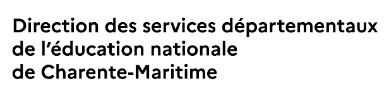 Direction des services départementaux
de l'éducation nationale
de Charente-Maritime